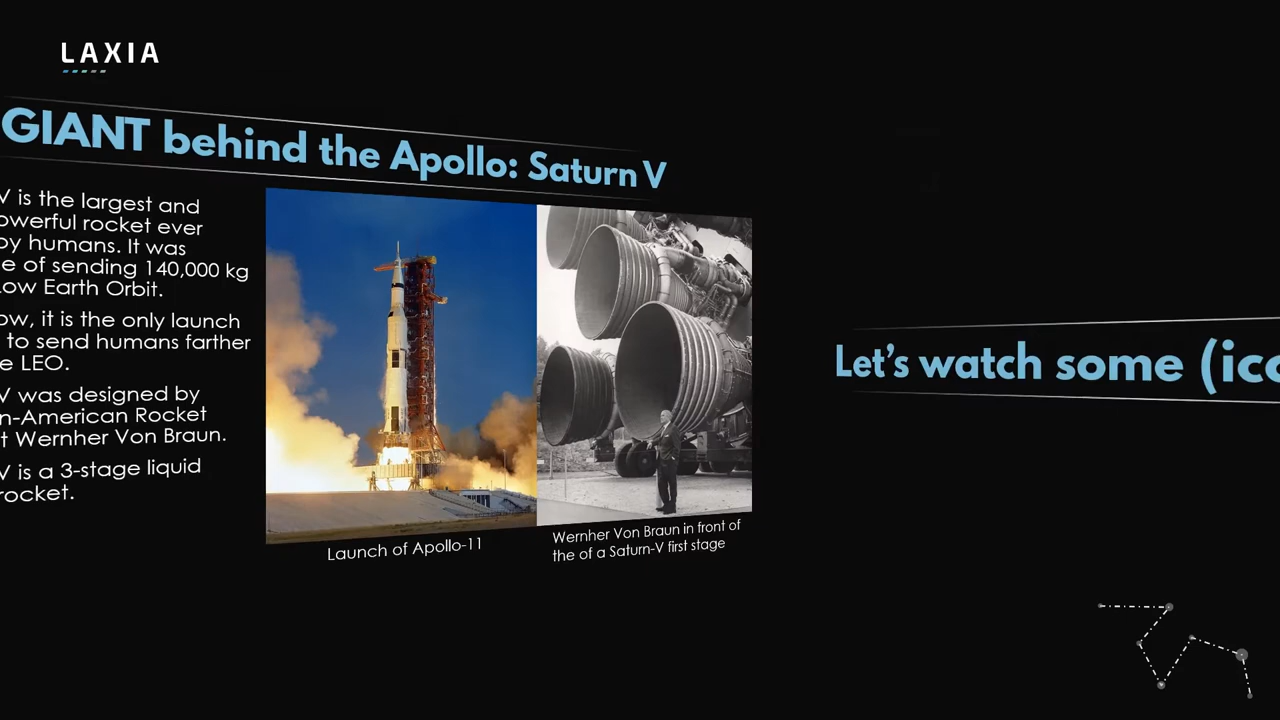 LAXIA
GIANT behind the Apollo: Saturn V
V is the largest and
owerful rocket ever
by humans. It was
e of sending 140,000 kg
Low Earth Orbit.
ow, it is the only launch
to send humans farther
e LEO.
V was designed by
n-American Rocket
t Wernher Von Braun.
V is a 3-stage liquid
rocket.
Launch of Apollo-11
Wernher Von Braun in front of
the of a Saturn-V first stage
Let's watch some (ico